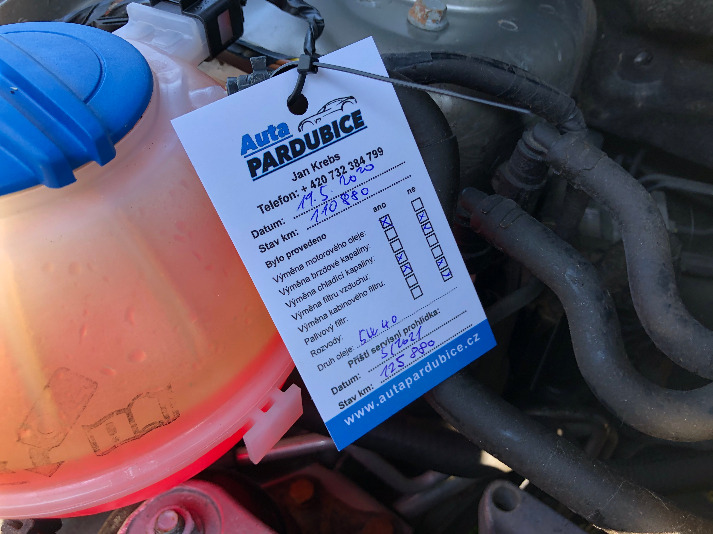 Auta
PARDUBICE
Jan Krebs
Telefon: + 420 732 384 799
Datum: 19.5.2020
Stav km: 110 880
Bylo provedeno ano ne
Výměna motorového oleje:
Výměna brzdové kapaliny:
Výměna chladící kapaliny:
Výměna filtru vzduchu:
Výměna kabinového filtru:
Palivový filtr:
Rozvody:
Druh oleje: 5W40
Příští servisní prohlídka:
Datum: 5/2021
Stav km: 125 880
www.autapardubice.cz